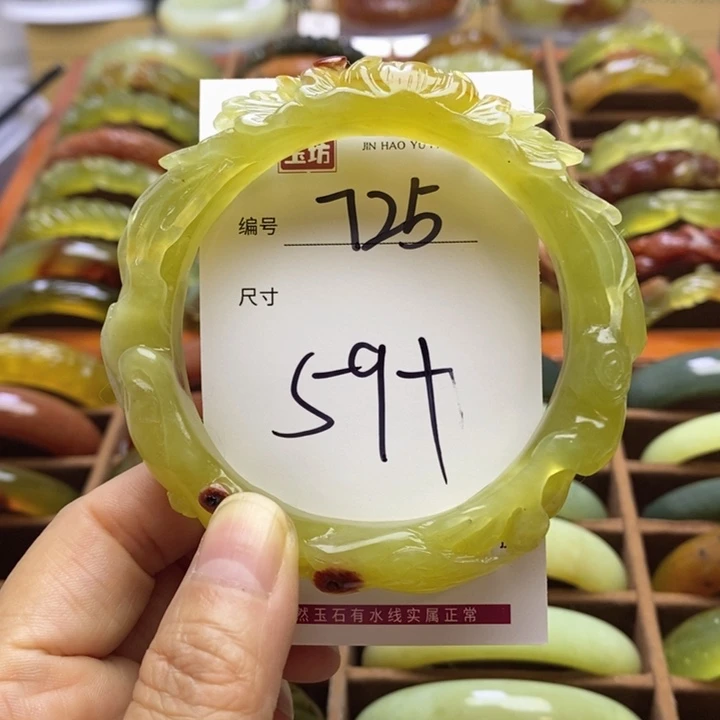 玉坊
JIN HAO YU
编号 725
尺寸
59+
然玉石有水线实属正常